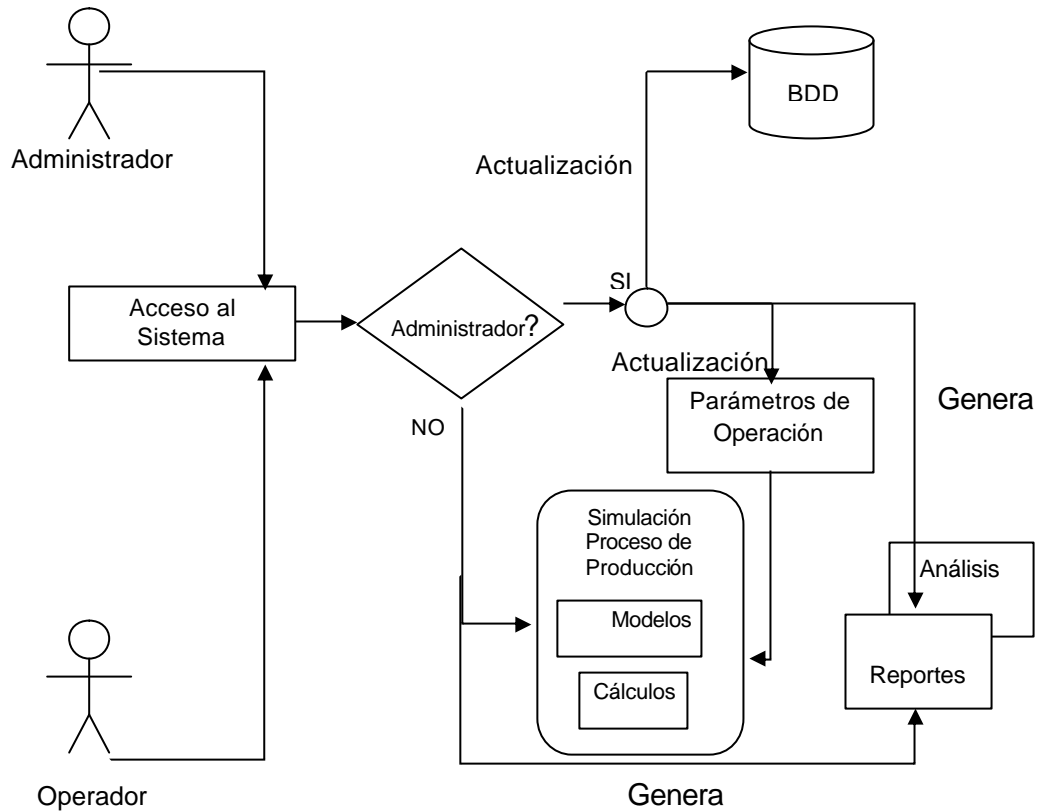 BDD
Administrador
Actualización
SI
Acceso al
Sistema
Administrador?
Actualización
Parámetros de
Operación
Genera
NO
Simulación
Proceso de
Producción
Análisis
Modelos
Reportes
Cálculos
Operador
Genera